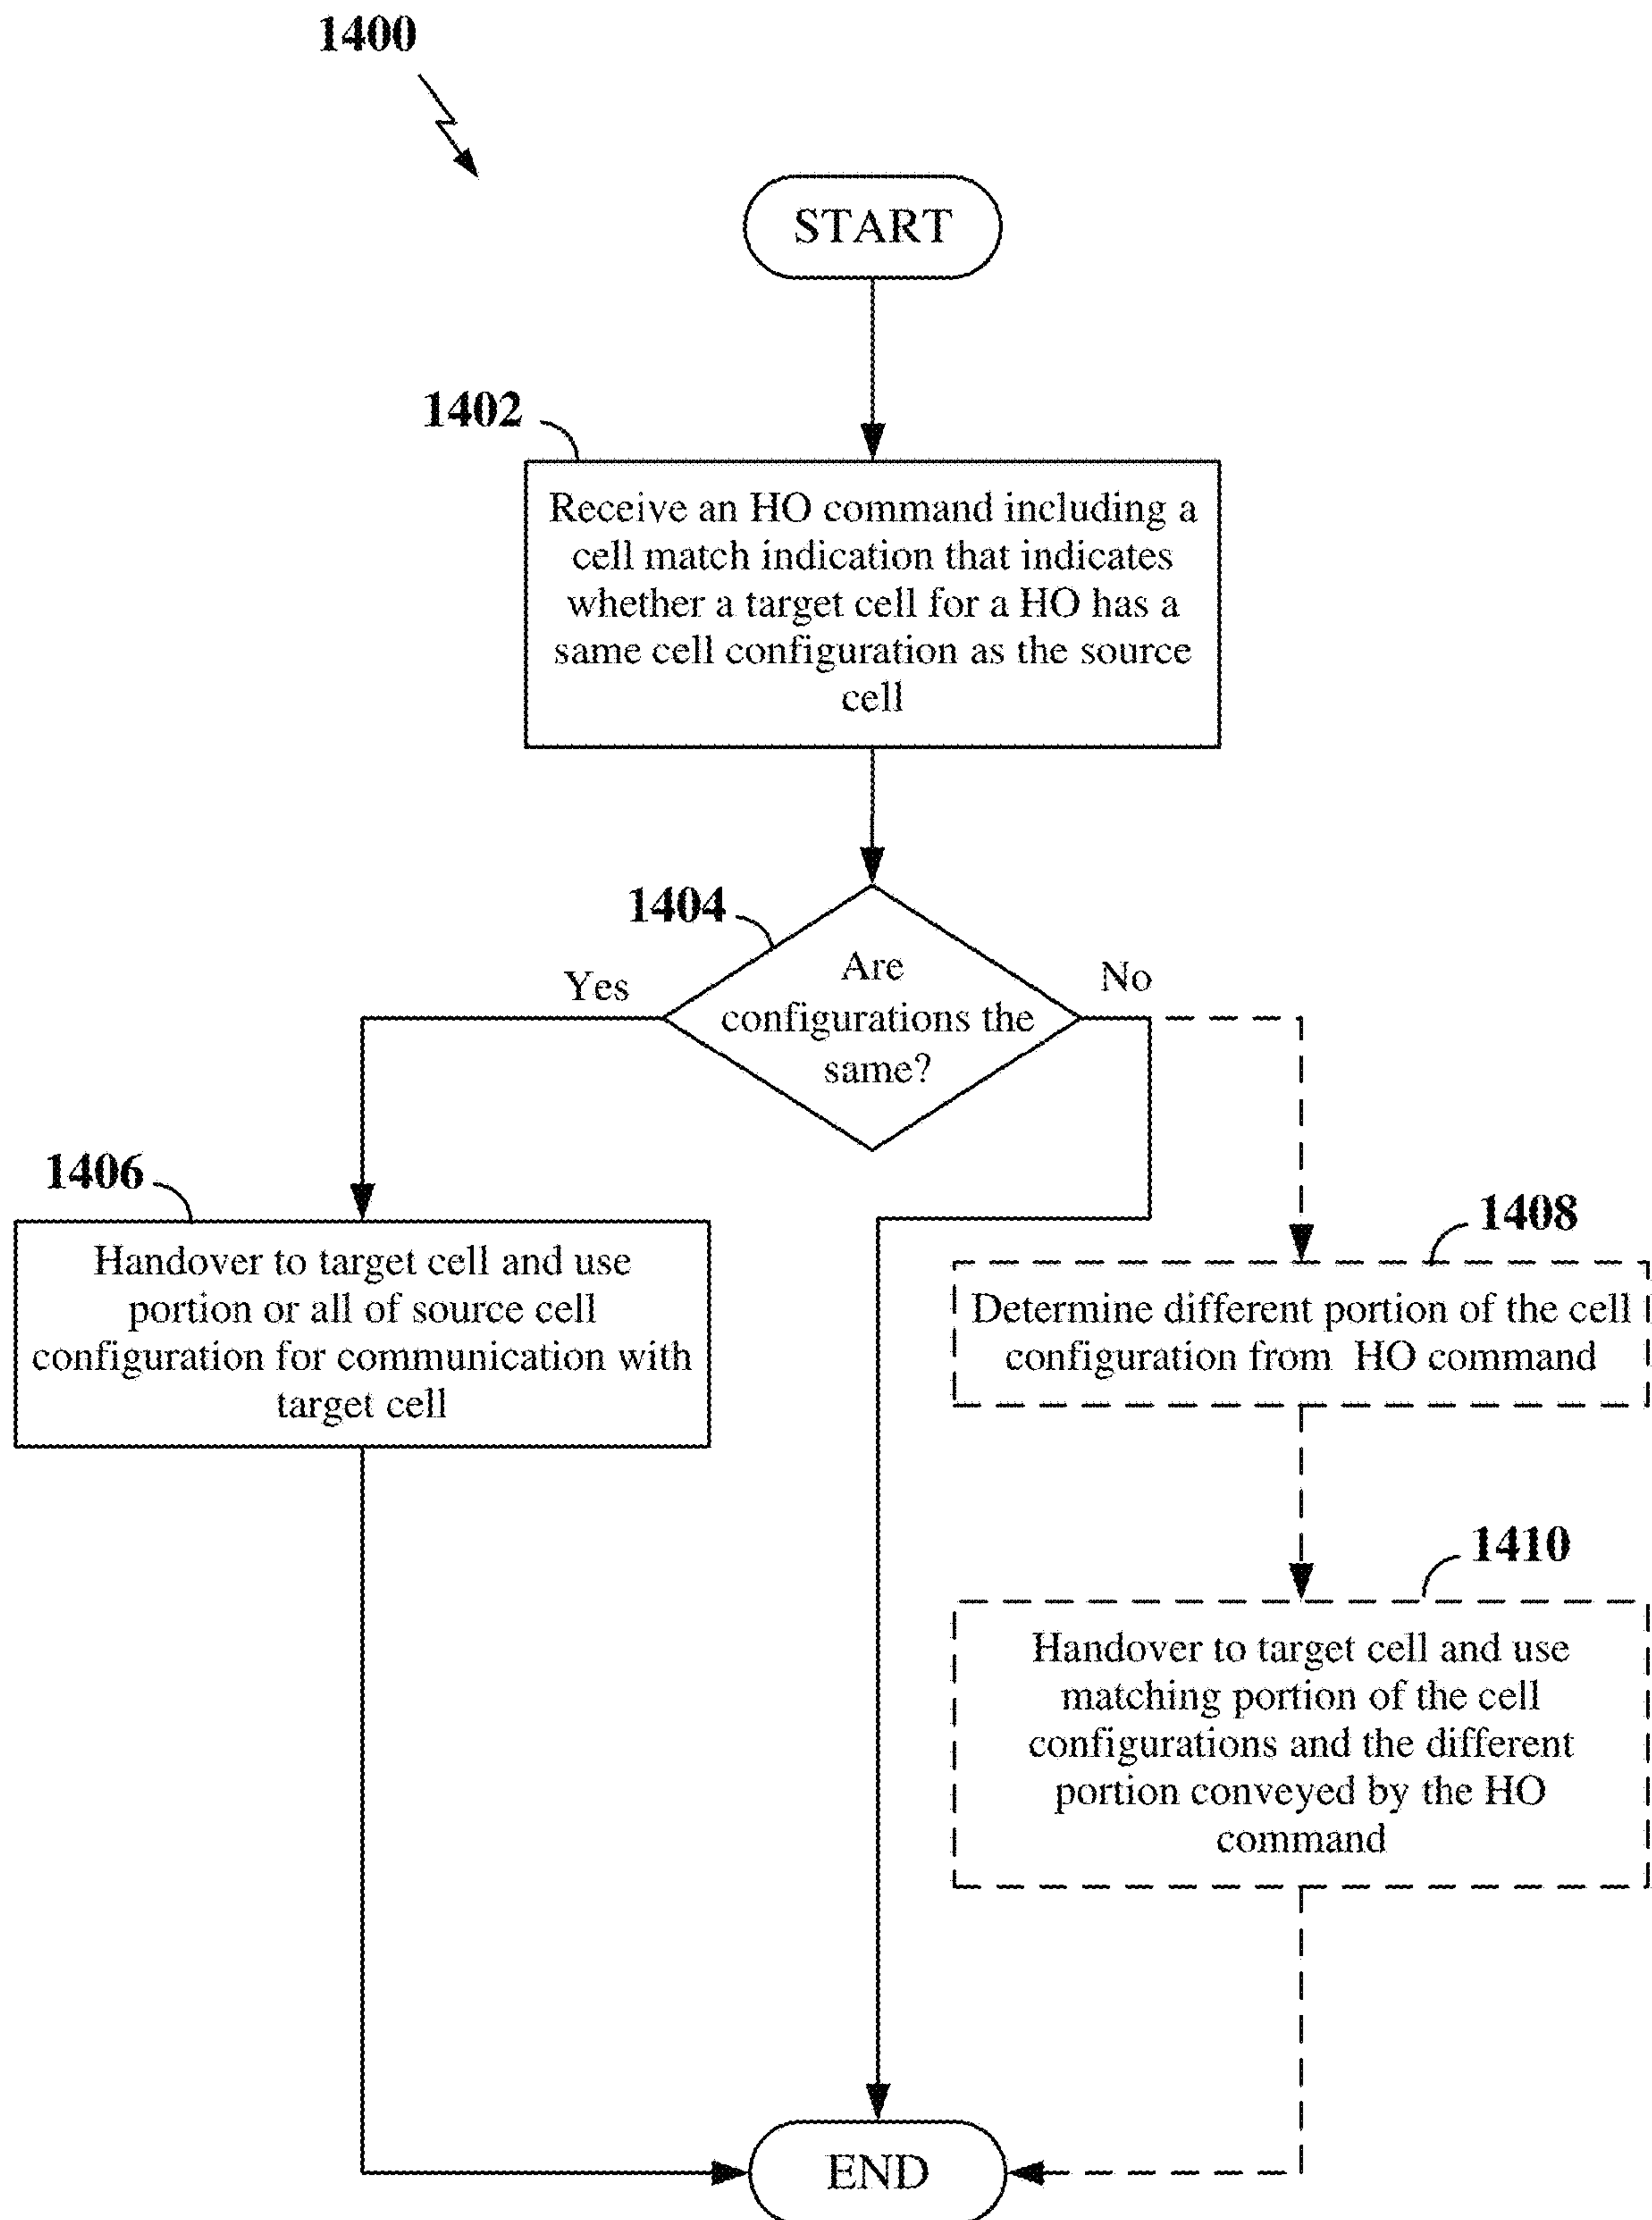 1400
START
1402
Receive an HO command including a
cell match indication that indicates
whether a target cell for a HO has a
same cell configuration as the source
cell
1404
Are
configurations the
same?
Yes
No
1406
Handover to target cell and use
portion or all of source cell
configuration for communication with
target cell
1408
Determine different portion of the cell
configuration from HO command
1410
Handover to target cell and use
matching portion of the cell
configurations and the different
portion conveyed by the HO
command
END